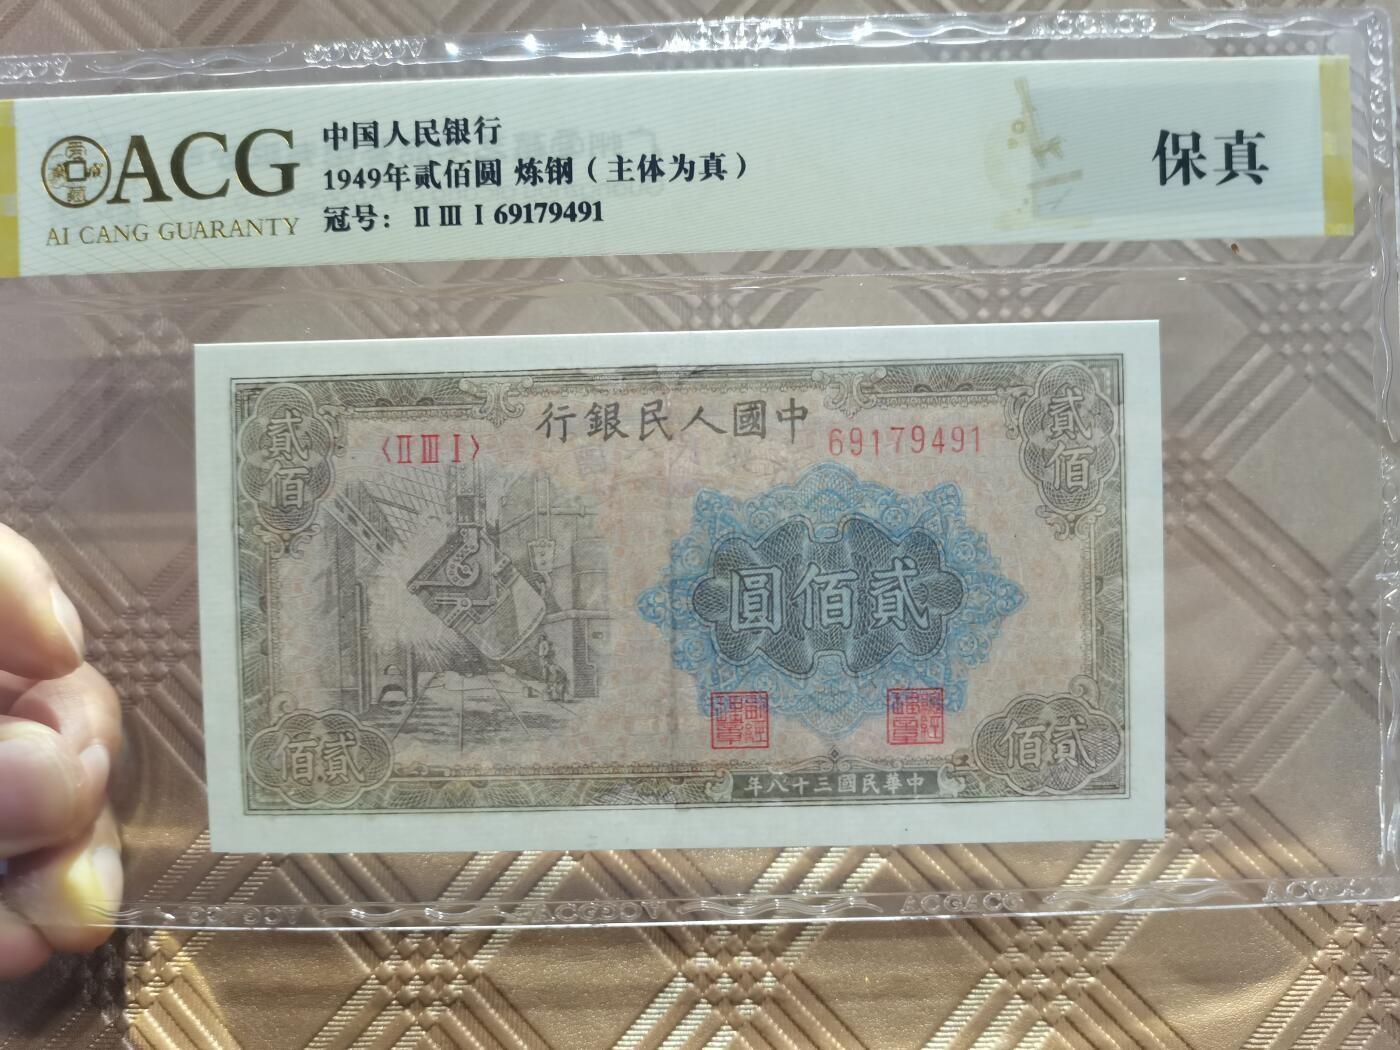 ACG
AI CANG GUARANTY
中国人民银行
1949年贰佰圆 炼钢（主体为真）
冠号：ⅡⅢⅠ69179491
保真
行銀民人國中
〈ⅡⅢⅠ〉
69179491
貳佰
貳佰
圓佰貳
佰貳
佰貳
年八十三國民華中
ACGACG